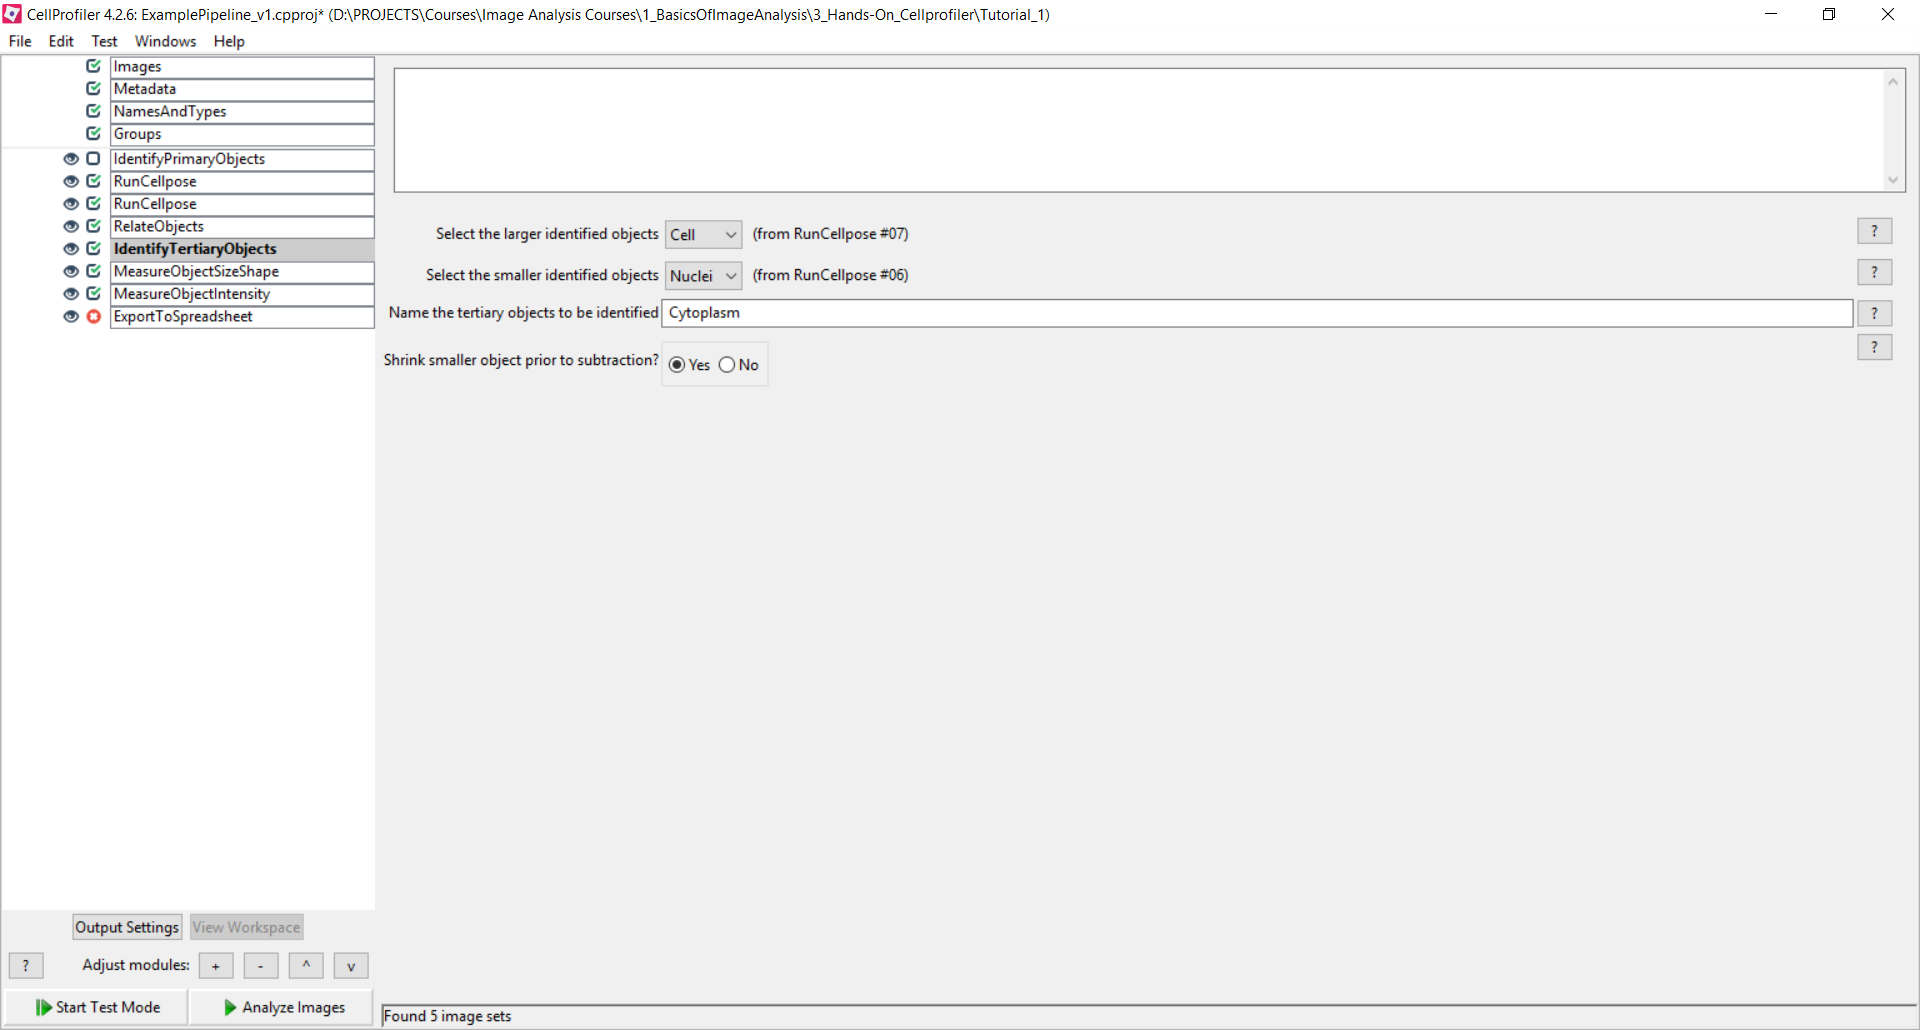 CellProfiler 4.2.6: ExamplePipeline_v1.cpproj* (D:\PROJECTS\Courses\Image Analysis Courses\1_BasicsOfImageAnalysis\3_Hands-On_Cellprofiler\Tutorial_1)
File Edit Test Windows Help
Images
Metadata
NamesAndTypes
Groups
IdentifyPrimaryObjects
RunCellpose
RunCellpose
RelateObjects
IdentifyTertiaryObjects
MeasureObjectSizeShape
MeasureObjectIntensity
ExportToSpreadsheet
Select the larger identified objects Cell (from RunCellpose #07) ?
Select the smaller identified objects Nuclei (from RunCellpose #06) ?
Name the tertiary objects to be identified Cytoplasm ?
Shrink smaller object prior to subtraction? Yes No ?
Output Settings View Workspace
? Adjust modules: + - ^ v
Start Test Mode Analyze Images
Found 5 image sets